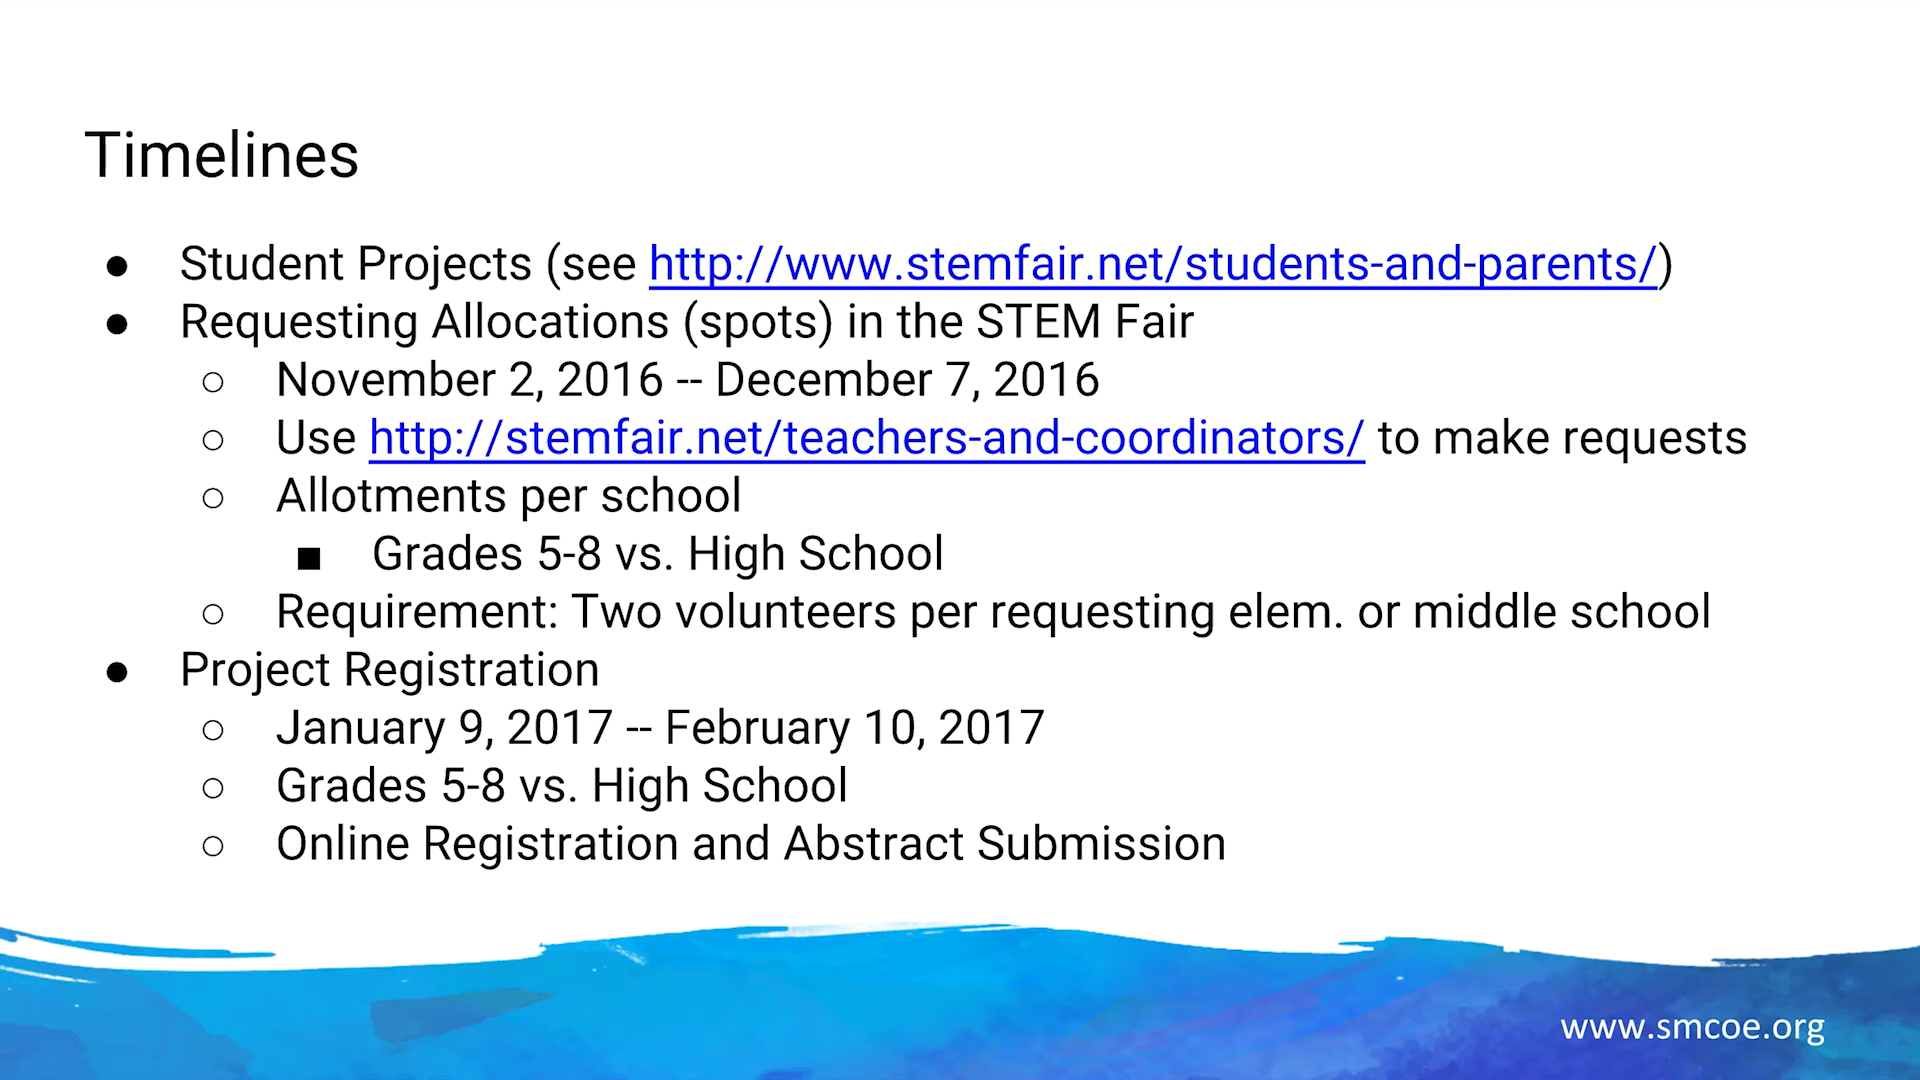 Timelines
● Student Projects (see http://www.stemfair.net/students-and-parents/)
● Requesting Allocations (spots) in the STEM Fair
○ November 2, 2016 -- December 7, 2016
○ Use http://stemfair.net/teachers-and-coordinators/ to make requests
○ Allotments per school
■ Grades 5-8 vs. High School
○ Requirement: Two volunteers per requesting elem. or middle school
● Project Registration
○ January 9, 2017 -- February 10, 2017
○ Grades 5-8 vs. High School
○ Online Registration and Abstract Submission
www.smcoe.org